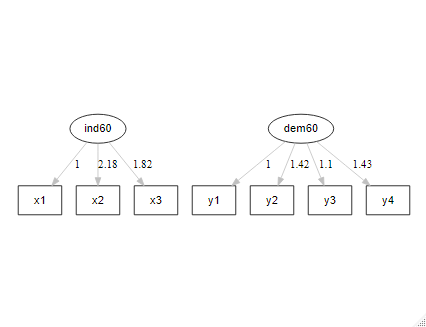 ind60 dem60
1 2.18 1.82 1 1.42 1.1 1.43
x1 x2 x3 y1 y2 y3 y4